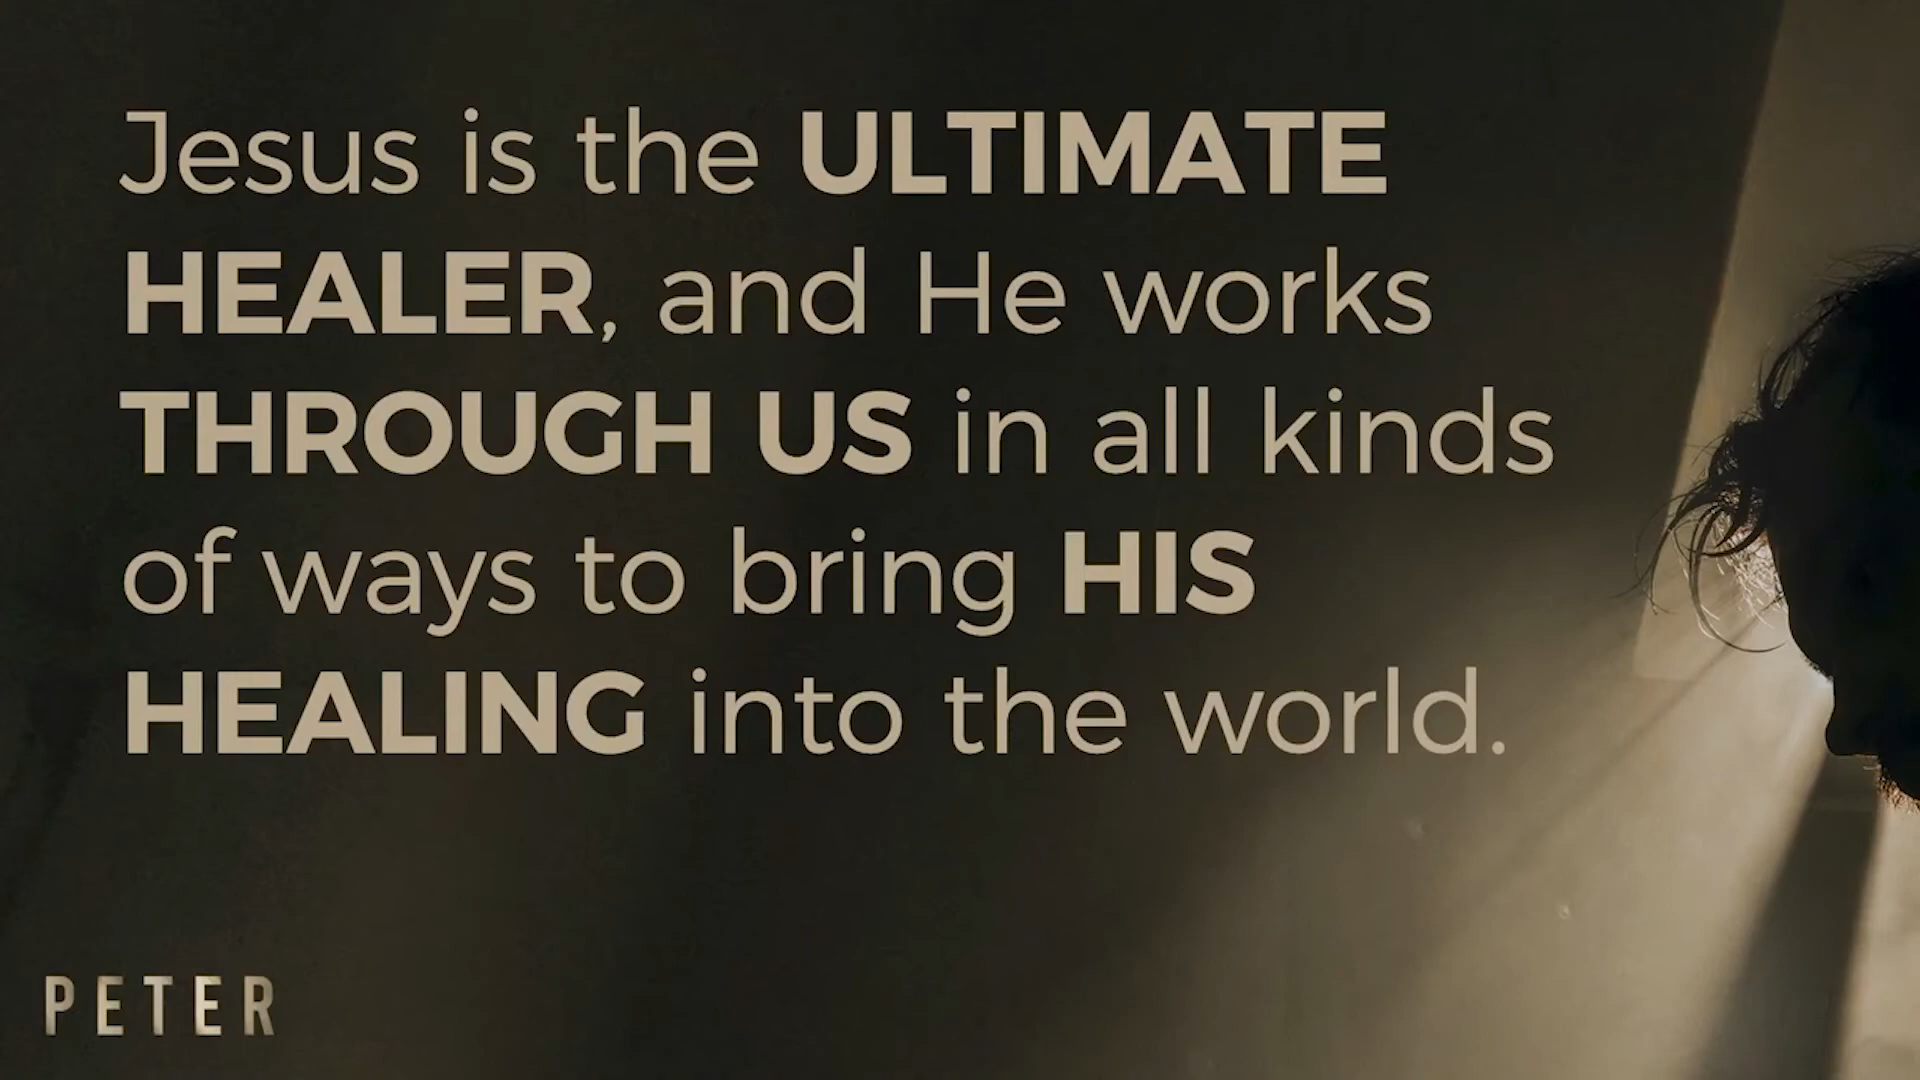 Jesus is the ULTIMATE
HEALER, and He works
THROUGH US in all kinds
of ways to bring HIS
HEALING into the world.
PETER